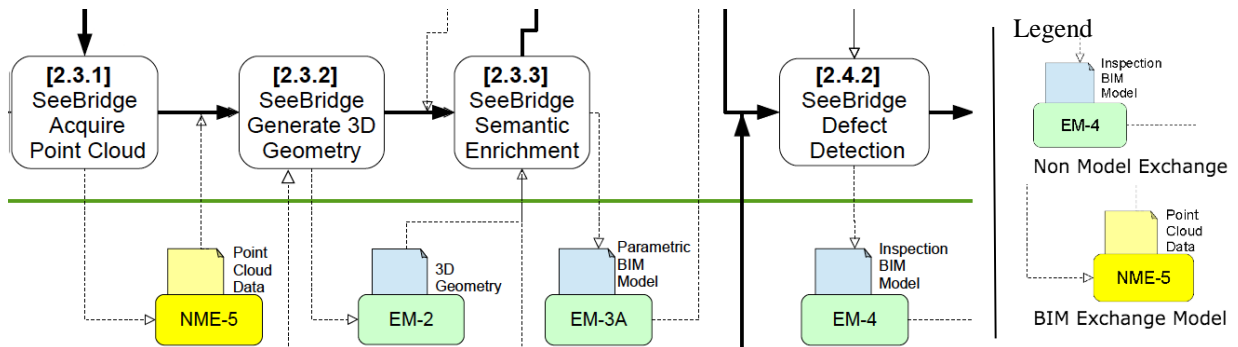 [2.3.1]
SeeBridge
Acquire
Point Cloud
[2.3.2]
SeeBridge
Generate 3D
Geometry
[2.3.3]
SeeBridge
Semantic
Enrichment
[2.4.2]
SeeBridge
Defect
Detection
Point
Cloud
Data
NME-5
3D
Geometry
EM-2
Parametric
BIM
Model
EM-3A
Inspection
BIM
Model
EM-4
Legend
Inspection
BIM
Model
EM-4
Non Model Exchange
Point
Cloud
Data
NME-5
BIM Exchange Model